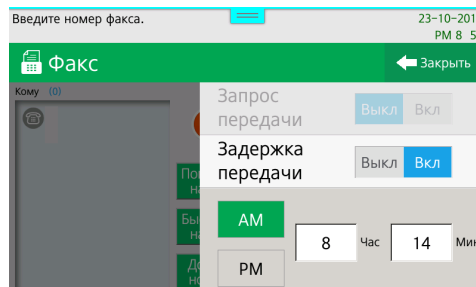 Введите номер факса.
23-10-201
PM 8 5
Факс
Закрыть
Кому (0)
Запрос
передачи
Выкл Вкл
Задержка
передачи
Выкл Вкл
AM
8 Час 14 Мин
PM